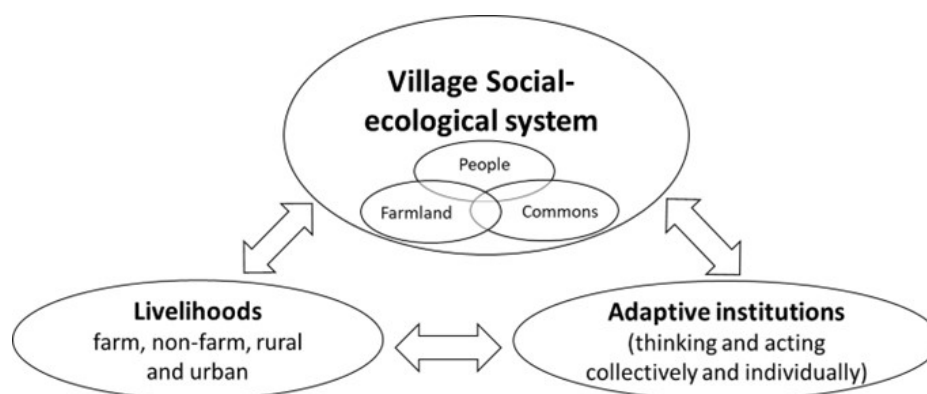 Village Social-
ecological system
People
Farmland
Commons
Livelihoods
farm, non-farm, rural
and urban
Adaptive institutions
(thinking and acting
collectively and individually)